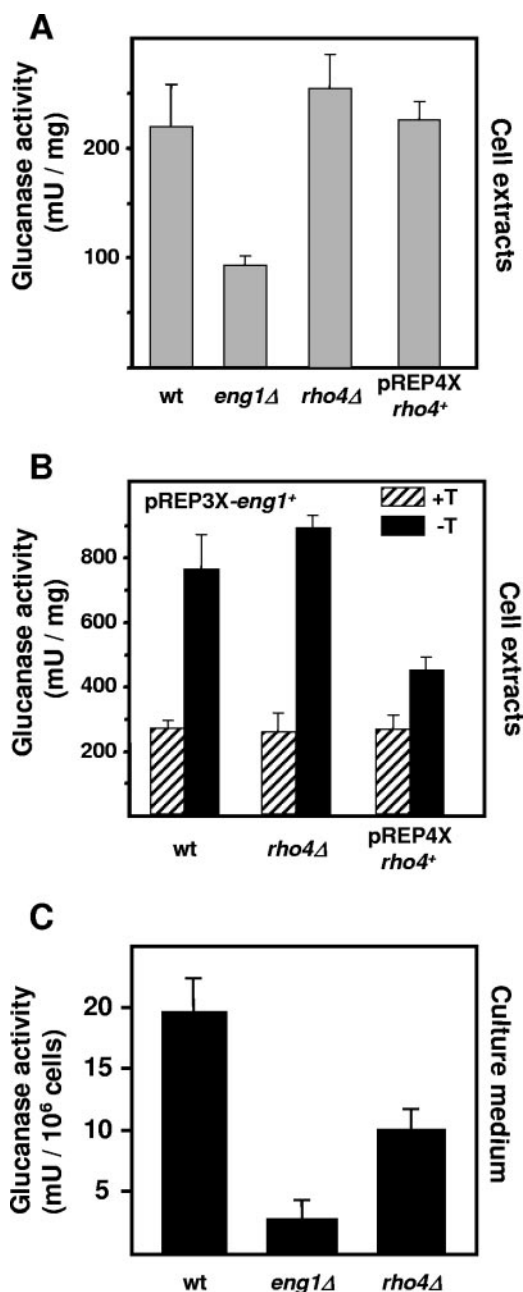 A
Glucanase activity
(mU / mg)
200
100
wt
eng1Δ
rho4Δ
pREP4X
rho4⁺
Cell extracts
B
pREP3X-eng1⁺
+T
-T
Glucanase activity
(mU / mg)
800
600
400
200
wt
rho4Δ
pREP4X
rho4⁺
Cell extracts
C
Glucanase activity
(mU / 10⁶ cells)
20
15
10
5
wt
eng1Δ
rho4Δ
Culture medium